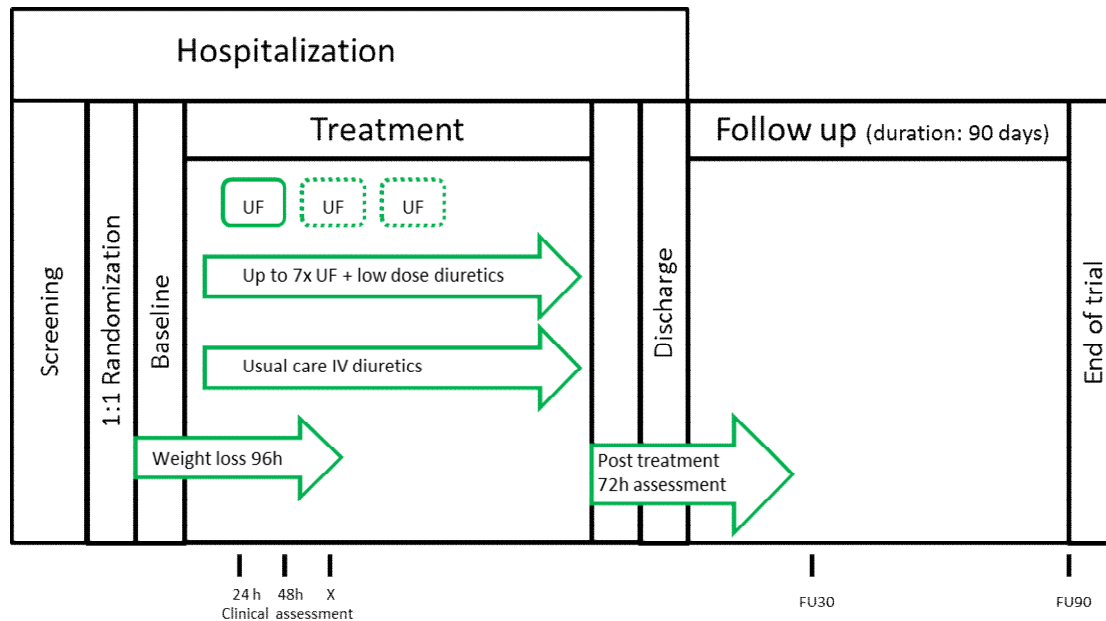 Hospitalization
Treatment
Follow up (duration: 90 days)
Screening
1:1 Randomization
Baseline
UF
UF
UF
Up to 7x UF + low dose diuretics
Usual care IV diuretics
Weight loss 96h
Discharge
Post treatment
72h assessment
End of trial
24 h 48h X
Clinical assessment
FU30
FU90